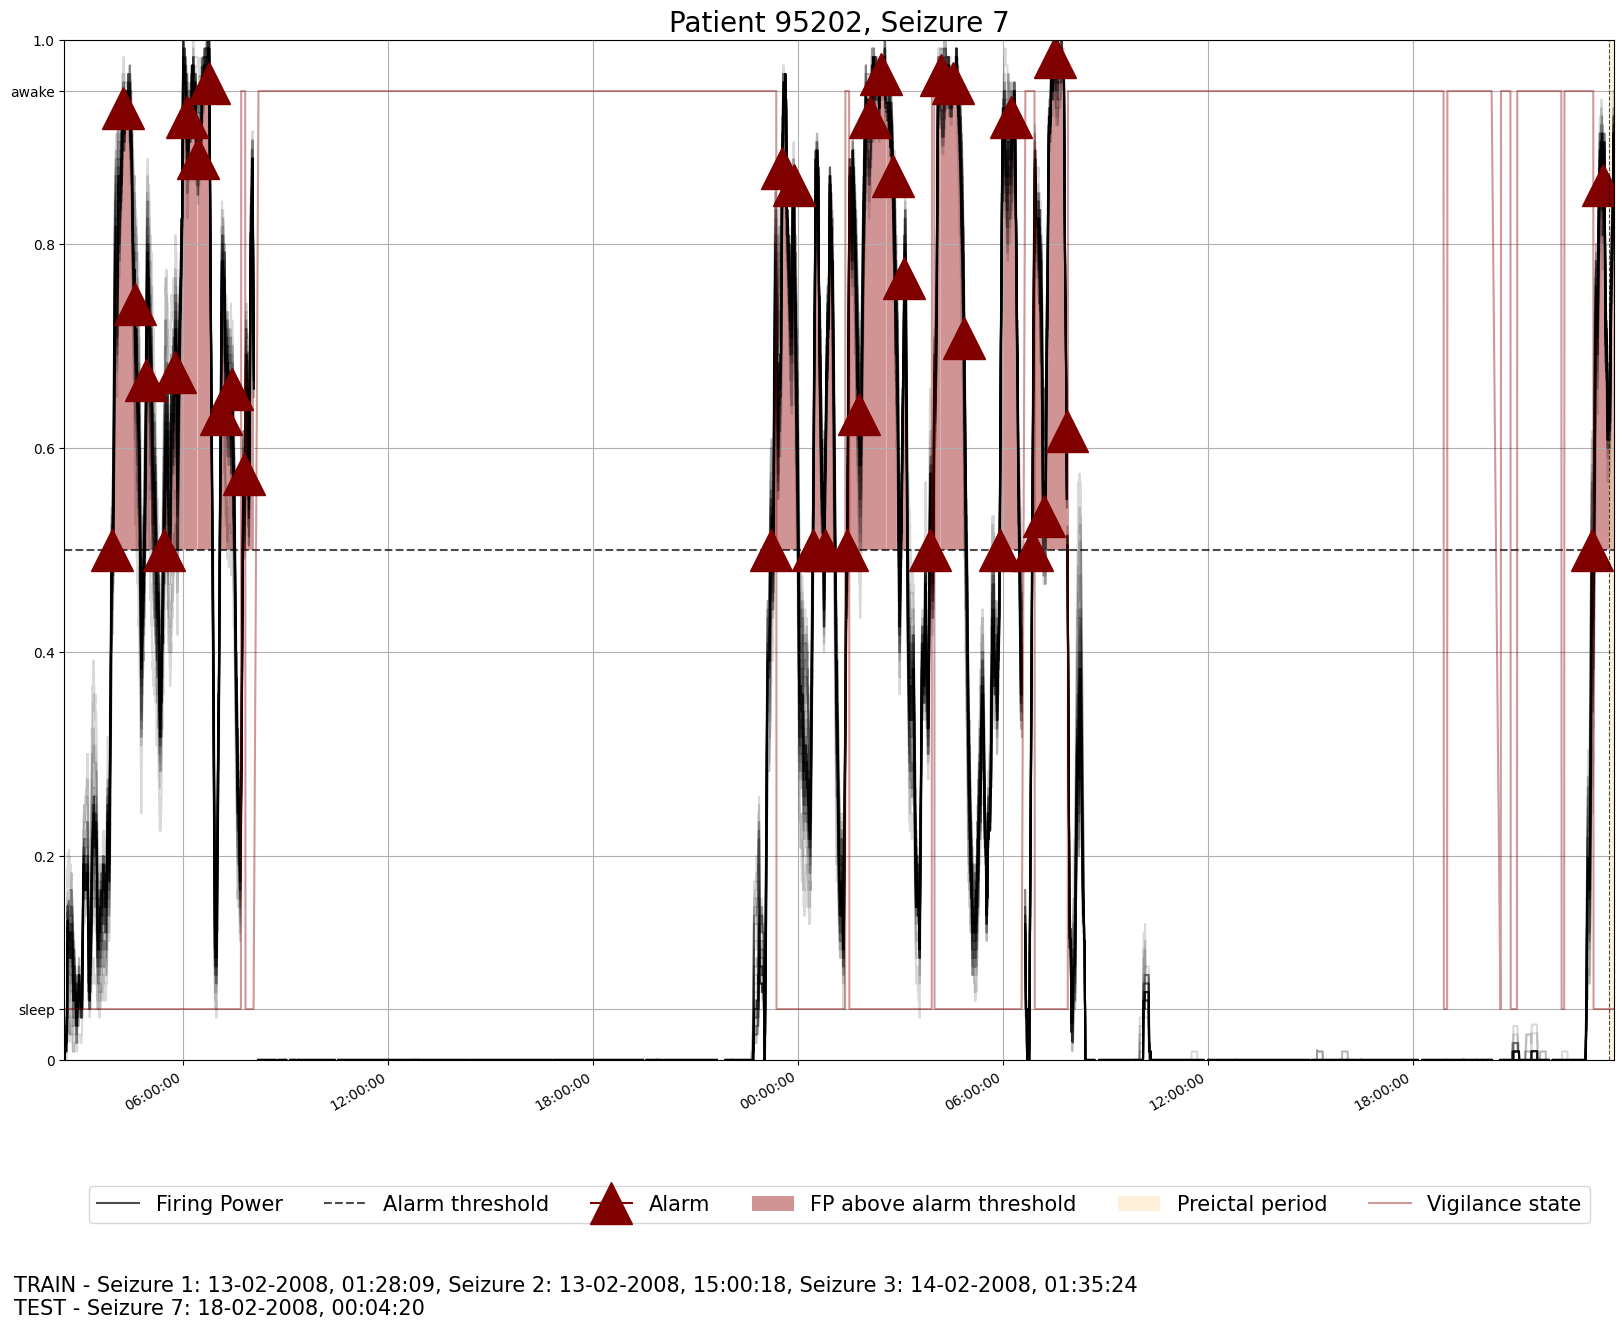 Patient 95202, Seizure 7
1.0
awake
0.8
0.6
0.4
0.2
sleep
0
06:00:00 12:00:00 18:00:00 00:00:00 06:00:00 12:00:00 18:00:00
Firing Power Alarm threshold Alarm FP above alarm threshold Preictal period Vigilance state
TRAIN - Seizure 1: 13-02-2008, 01:28:09, Seizure 2: 13-02-2008, 15:00:18, Seizure 3: 14-02-2008, 01:35:24
TEST - Seizure 7: 18-02-2008, 00:04:20